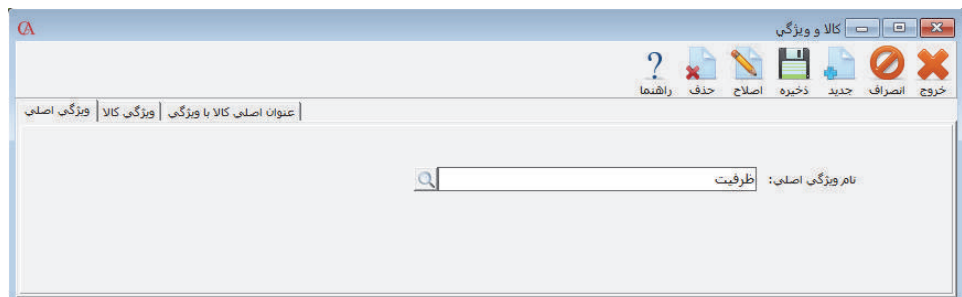 کالا و ویژگی
خروج انصراف جدید ذخیره اصلاح حذف راهنما
ویژگی اصلی ویژگی کالا عنوان اصلی کالا با ویژگی
نام ویژگی اصلی: ظرفیت